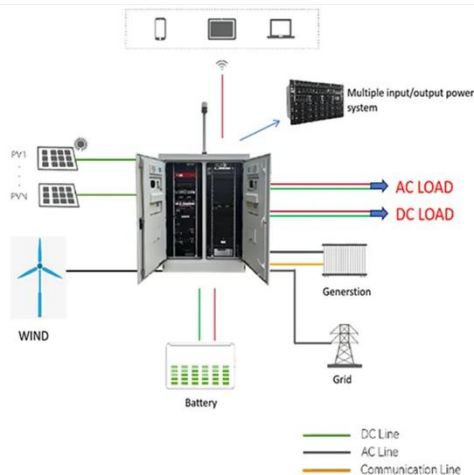 Multiple input/output power
system
PV1
PVN
AC LOAD
DC LOAD
WIND
Generstion
Grid
Battery
DC Line
AC Line
Communication Line